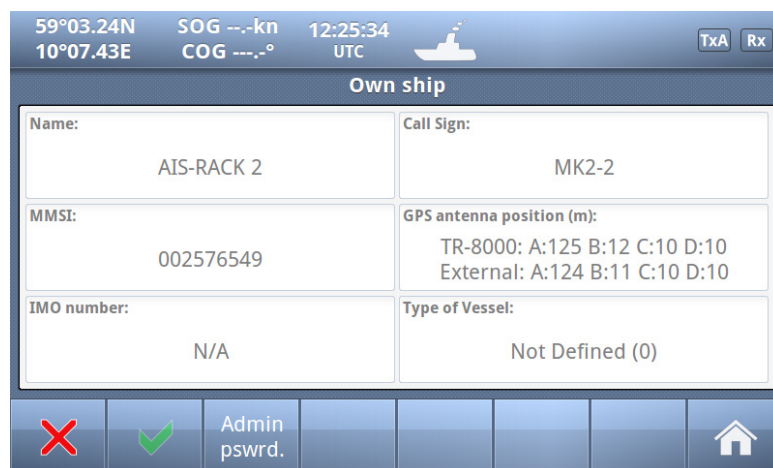 59°03.24N SOG --.-kn 12:25:34
10°07.43E COG ---.-° UTC
TxA Rx
Own ship
Name:
AIS-RACK 2
Call Sign:
MK2-2
MMSI:
002576549
GPS antenna position (m):
TR-8000: A:125 B:12 C:10 D:10
External: A:124 B:11 C:10 D:10
IMO number:
N/A
Type of Vessel:
Not Defined (0)
Admin
pswrd.